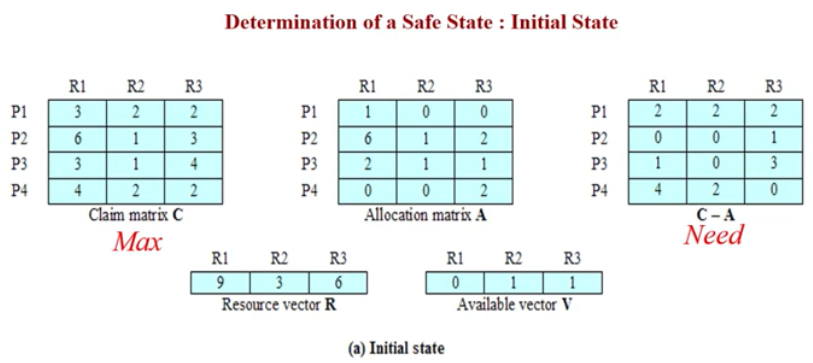 Determination of a Safe State : Initial State
R1 R2 R3 R1 R2 R3 R1 R2 R3
P1 3 2 2 P1 1 0 0 P1 2 2 2
P2 6 1 3 P2 6 1 2 P2 0 0 1
P3 3 1 4 P3 2 1 1 P3 1 0 3
P4 4 2 2 P4 0 0 2 P4 4 2 0
Claim matrix C Allocation matrix A C – A
Max Need
R1 R2 R3 R1 R2 R3
9 3 6 0 1 1
Resource vector R Available vector V
(a) Initial state